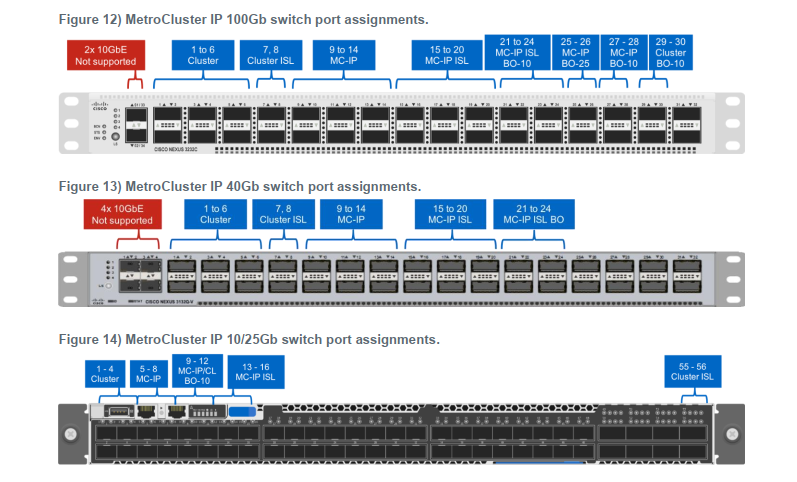 Figure 12) MetroCluster IP 100Gb switch port assignments.
2x 10GbE
Not supported
1 to 6
Cluster
7, 8
Cluster ISL
9 to 14
MC-IP
15 to 20
MC-IP ISL
21 to 24
MC-IP ISL
BO-10
25 - 26
MC-IP
BO-25
27 - 28
MC-IP
BO-10
29 - 30
Cluster
BO-10
CISCO
CISCO NEXUS 3232C
Figure 13) MetroCluster IP 40Gb switch port assignments.
4x 10GbE
Not supported
1 to 6
Cluster
7, 8
Cluster ISL
9 to 14
MC-IP
15 to 20
MC-IP ISL
21 to 24
MC-IP ISL BO
CISCO NEXUS 3132Q-V
Figure 14) MetroCluster IP 10/25Gb switch port assignments.
1 - 4
Cluster
5 - 8
MC-IP
9 - 12
MC-IP/CL
BO-10
13 - 16
MC-IP ISL
55 - 56
Cluster ISL